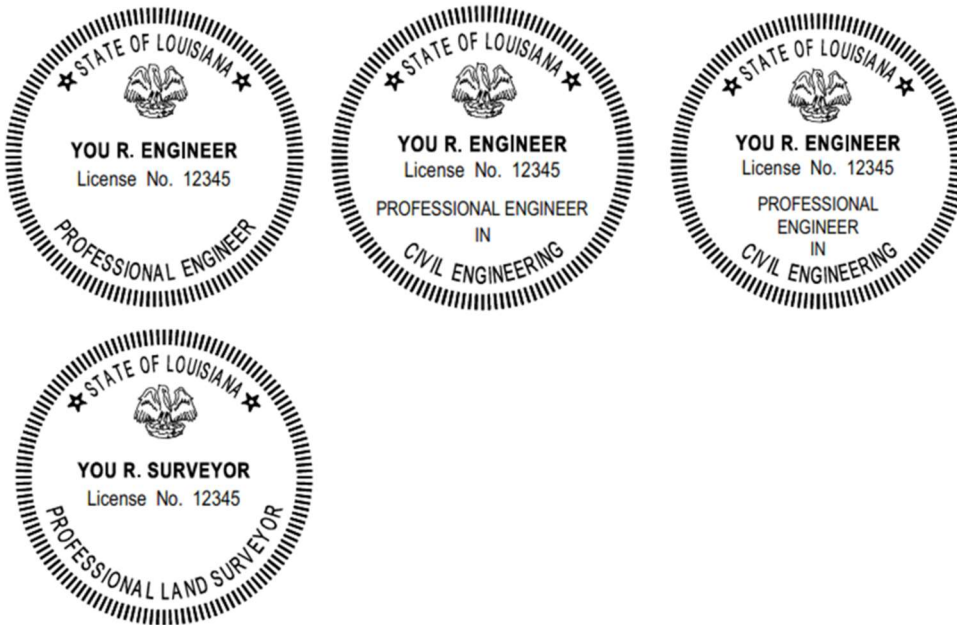 STATE OF LOUISIANA
YOU R. ENGINEER
License No. 12345
PROFESSIONAL ENGINEER
STATE OF LOUISIANA
YOU R. ENGINEER
License No. 12345
PROFESSIONAL ENGINEER
IN
CIVIL ENGINEERING
STATE OF LOUISIANA
YOU R. ENGINEER
License No. 12345
PROFESSIONAL
ENGINEER
IN
CIVIL ENGINEERING
STATE OF LOUISIANA
YOU R. SURVEYOR
License No. 12345
PROFESSIONAL LAND SURVEYOR